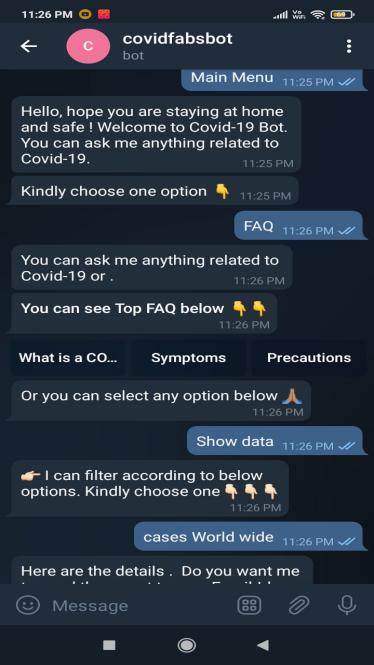 11:26 PM
Vo WiFi
69
C
covidfabsbot
bot
Main Menu 11:25 PM
Hello, hope you are staying at home
and safe ! Welcome to Covid-19 Bot.
You can ask me anything related to
Covid-19. 11:25 PM
Kindly choose one option 👇 11:25 PM
FAQ 11:26 PM
You can ask me anything related to
Covid-19 or . 11:26 PM
You can see Top FAQ below 👇👇
11:26 PM
What is a CO... Symptoms Precautions
Or you can select any option below 🙏🏽
11:26 PM
Show data 11:26 PM
👉🏻 I can filter according to below
options. Kindly choose one 👇🏻👇🏻👇🏻
11:26 PM
cases World wide 11:26 PM
Here are the details . Do you want me
Message